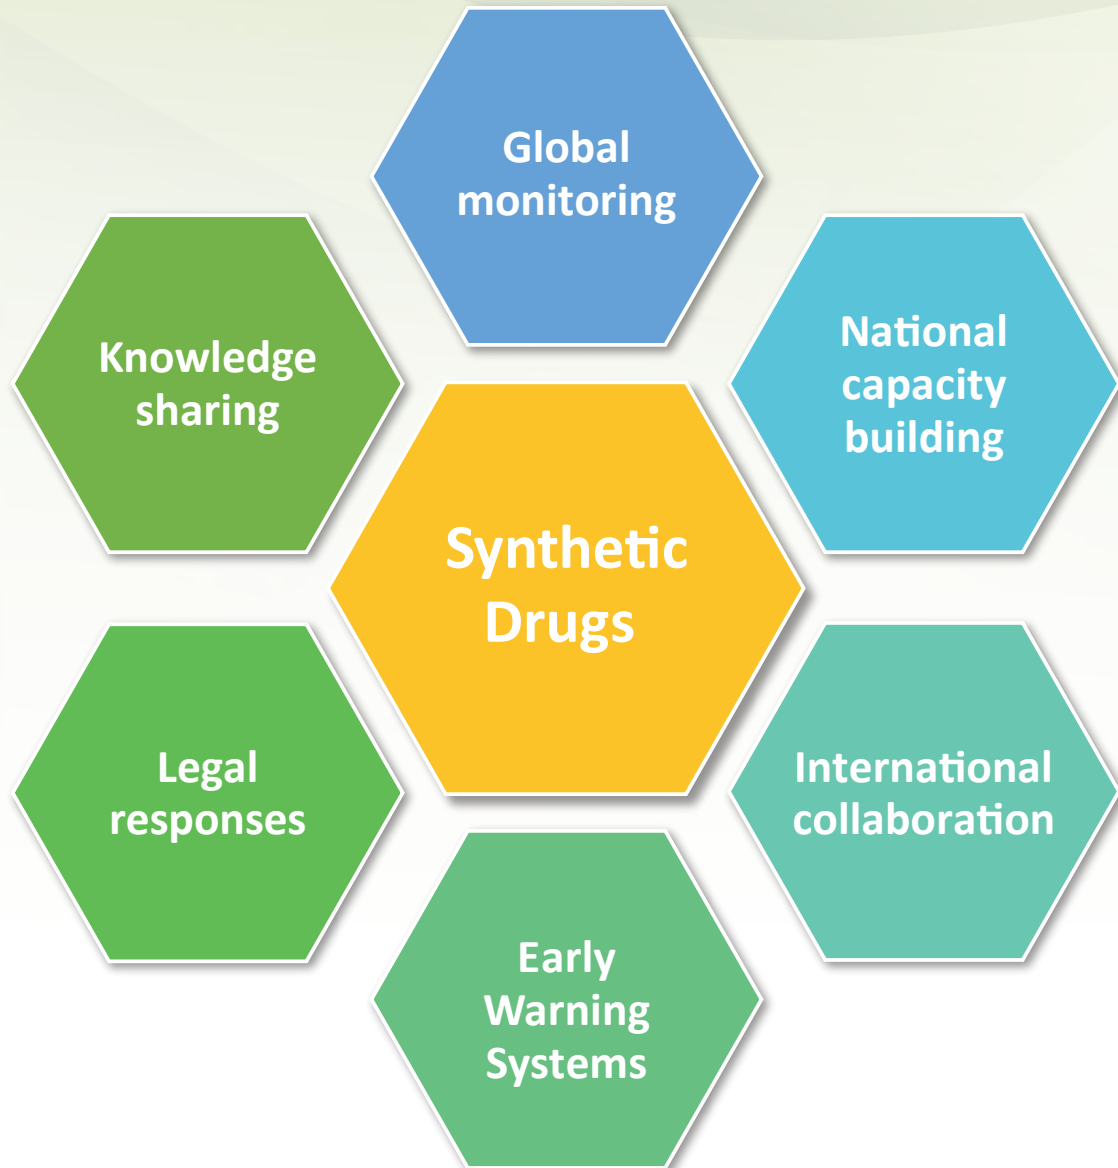 Global
monitoring
Knowledge
sharing
National
capacity
building
Synthetic
Drugs
Legal
responses
International
collaboration
Early
Warning
Systems